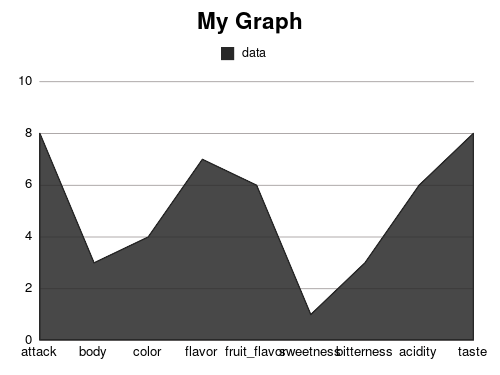 My Graph
data
10
8
6
4
2
0
attack body color flavor fruit_flavor sweetness bitterness acidity taste